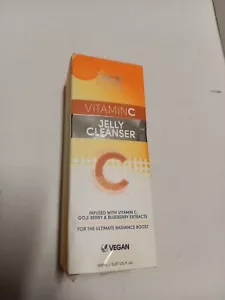 VITAMIN C
JELLY
CLEANSER
C
INFUSED WITH VITAMIN C,
GOJI BERRY & BLUEBERRY EXTRACTS
FOR THE ULTIMATE RADIANCE BOOST
VEGAN